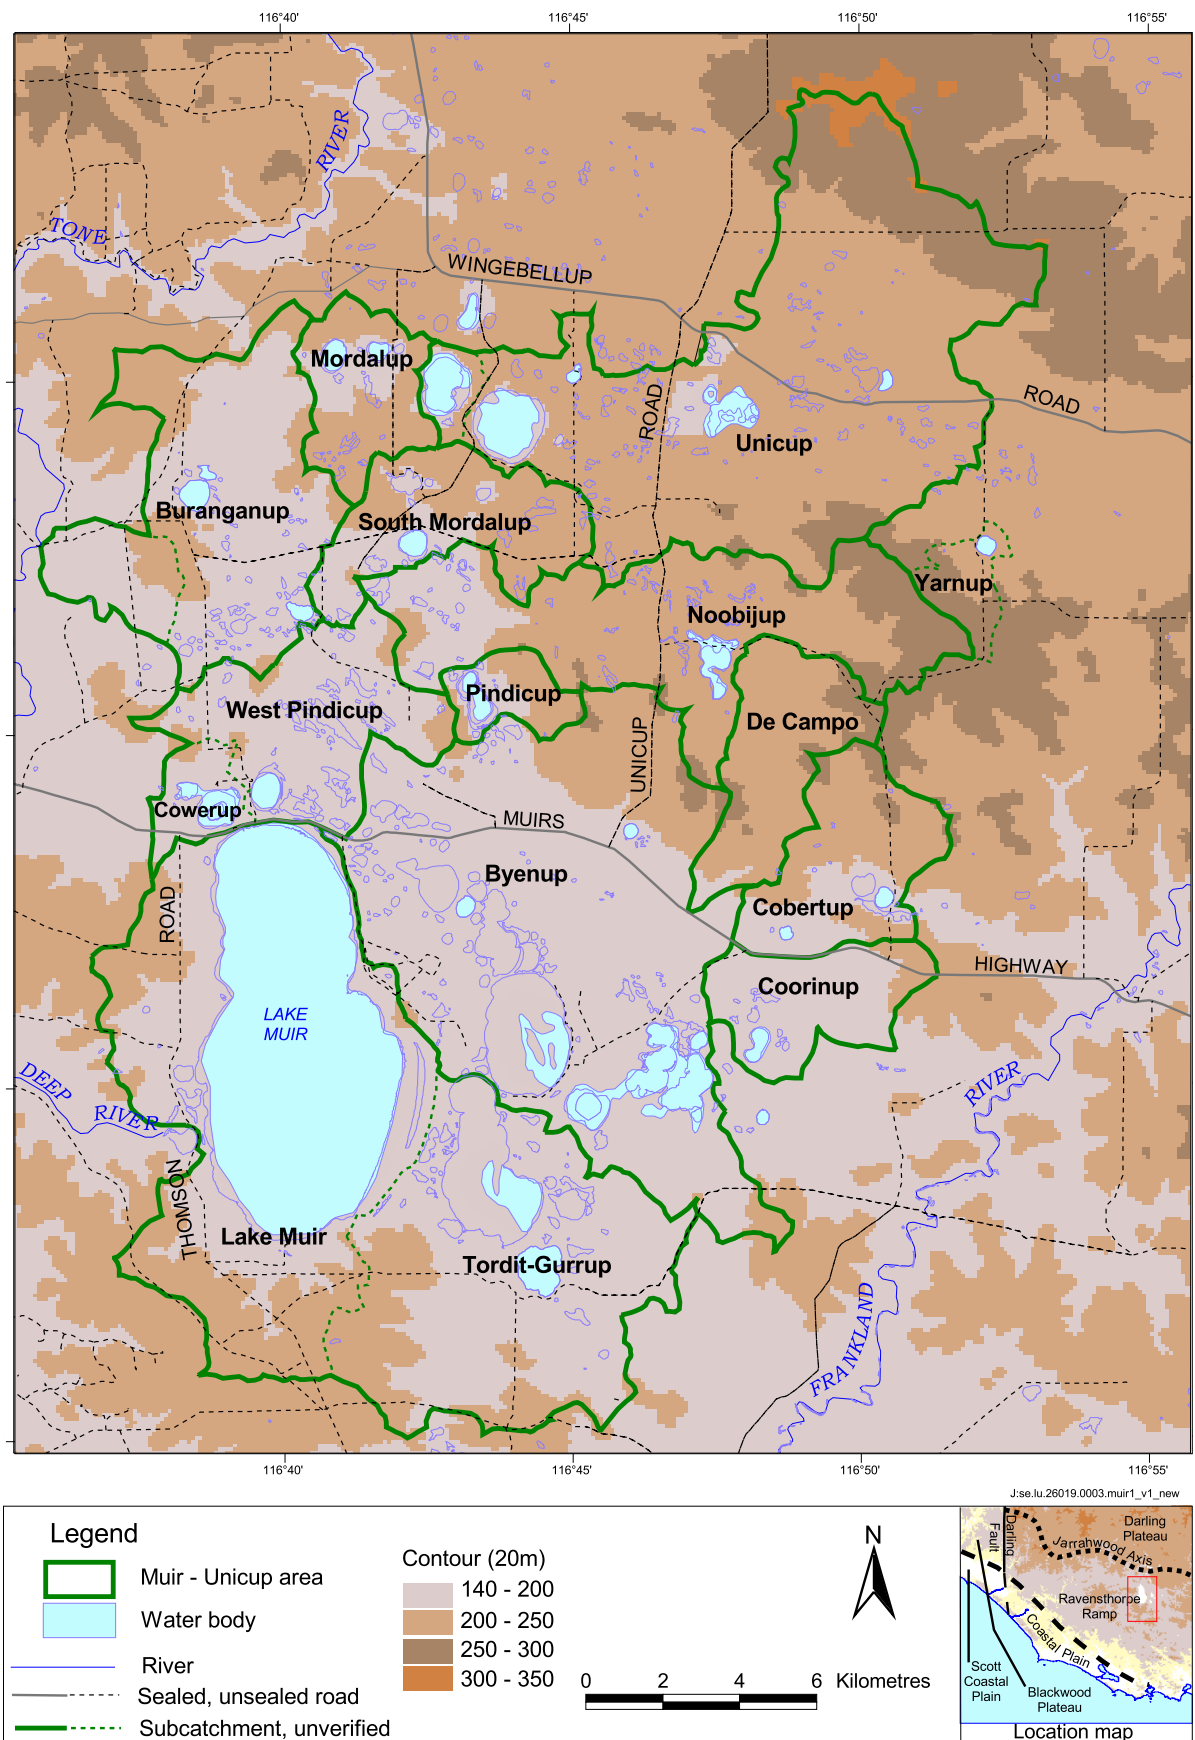 116°40'
116°45'
116°50'
116°55'
RIVER
TONE
WINGEBELLUP
Mordalup
ROAD
ROAD
Unicup
Buranganup
South Mordalup
Yarnup
Noobijup
Pindicup
West Pindicup
De Campo
UNICUP
Cowerup
MUIRS
Byenup
ROAD
Cobertup
HIGHWAY
Coorinup
LAKE
MUIR
DEEP
RIVER
RIVER
THOMSON
Lake Muir
Tordit-Gurrup
FRANKLAND
116°40'
116°45'
116°50'
116°55'
J:se.lu.26019.0003.muir1_v1_new
Legend
Muir - Unicup area
Water body
River
Sealed, unsealed road
Subcatchment, unverified
Contour (20m)
140 - 200
200 - 250
250 - 300
300 - 350
N
0 2 4 6 Kilometres
Darling
Fault
Darling
Plateau
Jarrahwood Axis
Ravensthorpe
Ramp
Coastal Plain
Scott
Coastal
Plain
Blackwood
Plateau
Location map